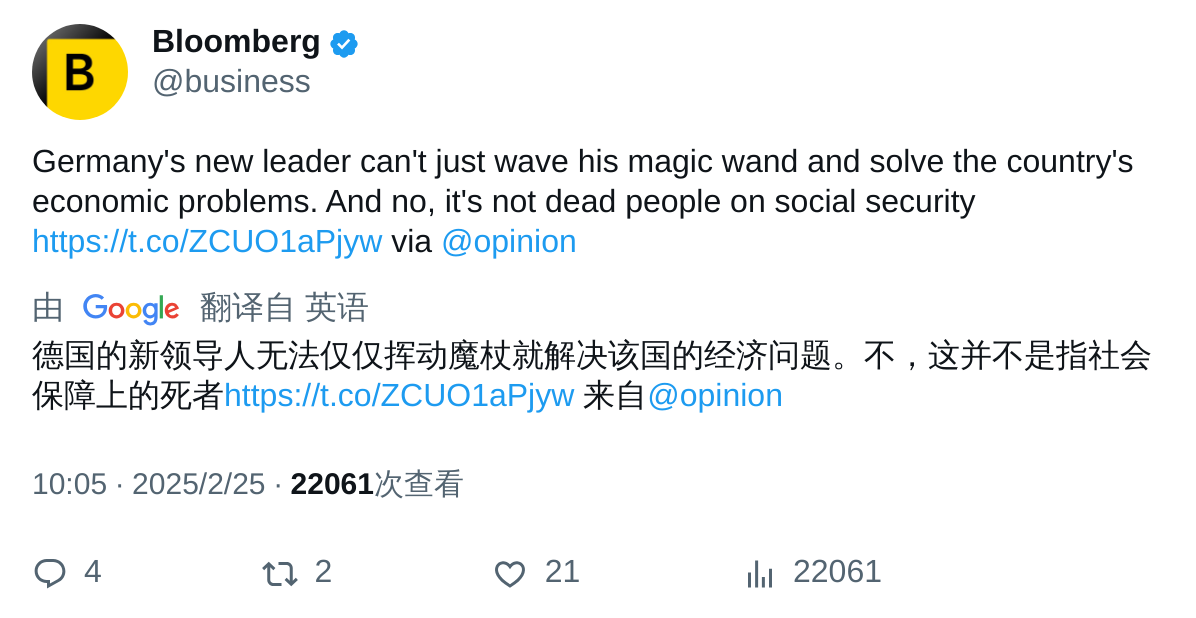 B
Bloomberg
@business
Germany's new leader can't just wave his magic wand and solve the country's
economic problems. And no, it's not dead people on social security
https://t.co/ZCUO1aPjyw via @opinion
由 Google 翻译自 英语
德国的新领导人无法仅仅挥动魔杖就解决该国的经济问题。不，这并不是指社会
保障上的死者https://t.co/ZCUO1aPjyw 来自@opinion
10:05 · 2025/2/25 · 22061次查看
4 2 21 22061